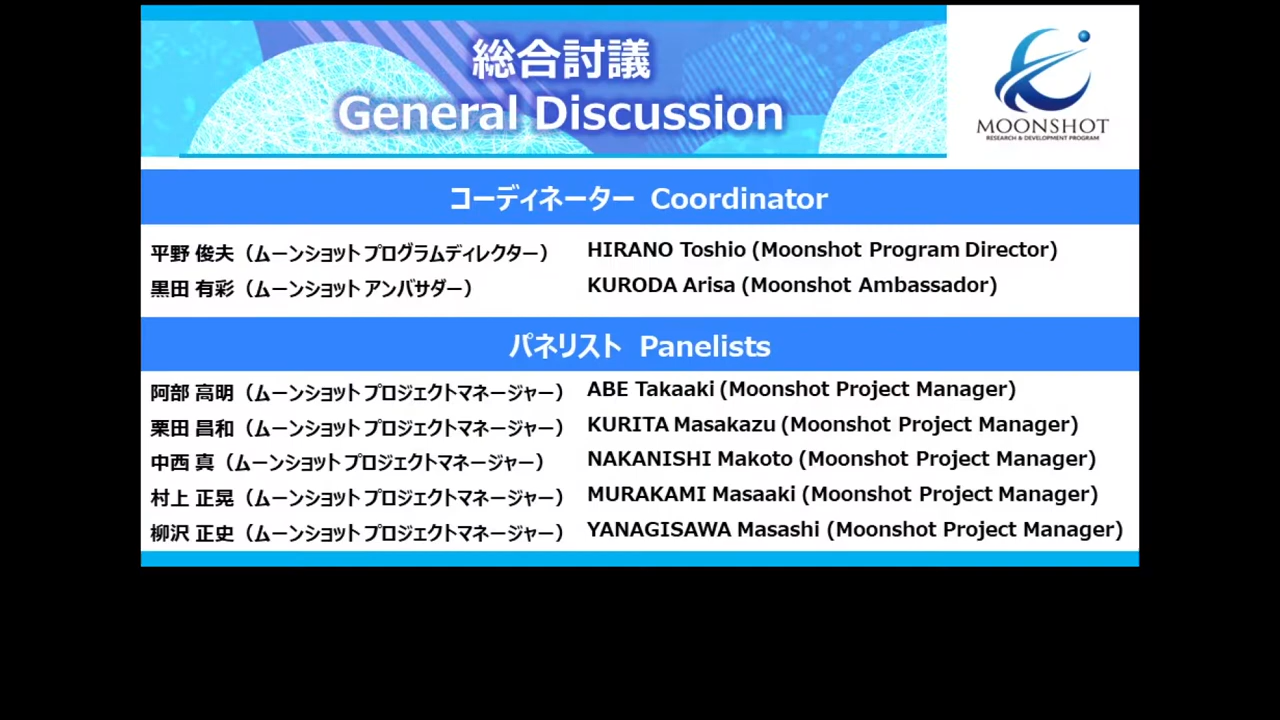 総合討議
General Discussion
MOONSHOT
RESEARCH & DEVELOPMENT PROGRAM
コーディネーター Coordinator
平野 俊夫（ムーンショット プログラムディレクター） HIRANO Toshio (Moonshot Program Director)
黒田 有彩（ムーンショット アンバサダー） KURODA Arisa (Moonshot Ambassador)
パネリスト Panelists
阿部 高明（ムーンショット プロジェクトマネージャー） ABE Takaaki (Moonshot Project Manager)
栗田 昌和（ムーンショット プロジェクトマネージャー） KURITA Masakazu (Moonshot Project Manager)
中西 真（ムーンショット プロジェクトマネージャー） NAKANISHI Makoto (Moonshot Project Manager)
村上 正晃（ムーンショット プロジェクトマネージャー） MURAKAMI Masaaki (Moonshot Project Manager)
柳沢 正史（ムーンショット プロジェクトマネージャー） YANAGISAWA Masashi (Moonshot Project Manager)